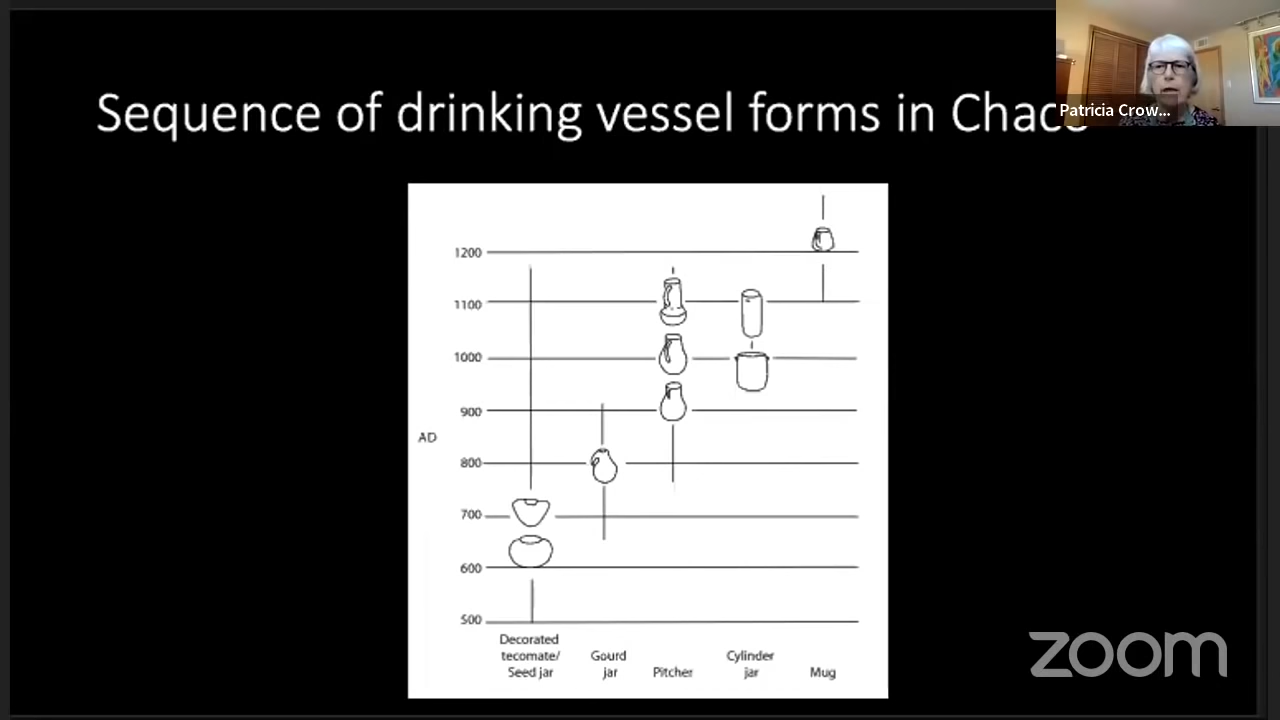 Sequence of drinking vessel forms in Chaco
Patricia Crow...
1200
1100
1000
900
AD
800
700
600
500
Decorated
tecomate/
Seed jar
Gourd
jar
Pitcher
Cylinder
jar
Mug
zoom